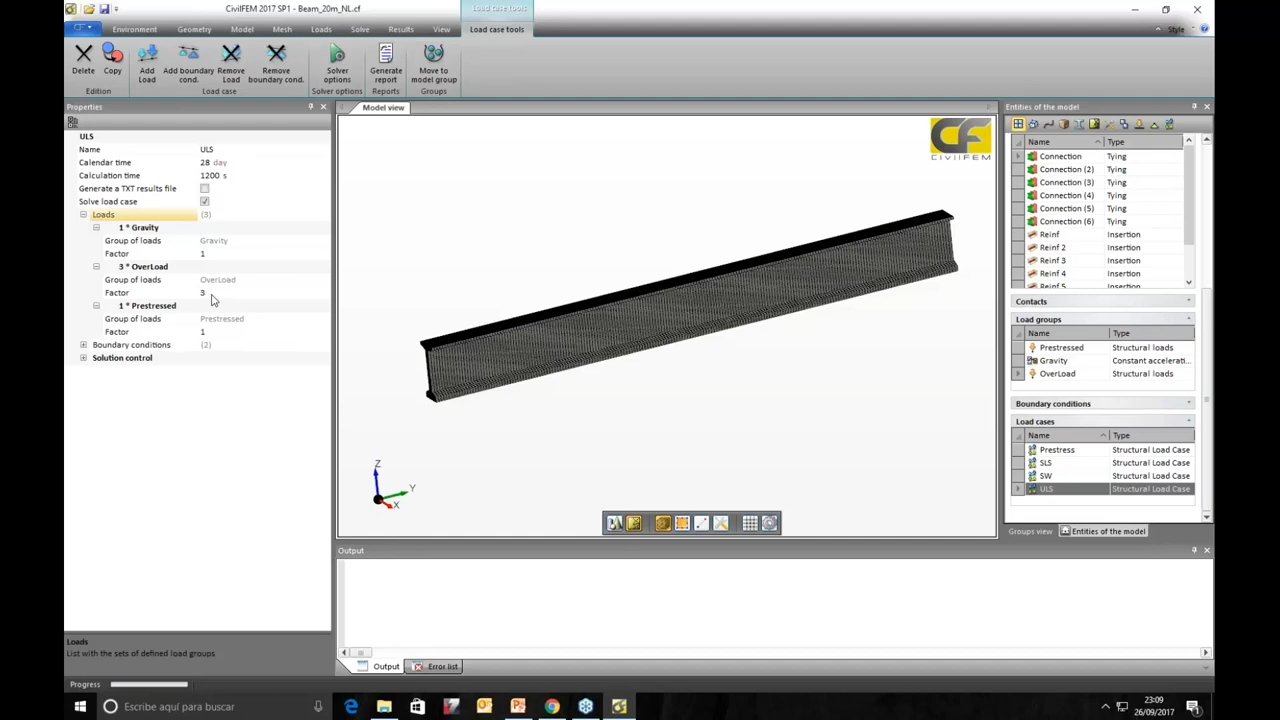 CivilFEM 2017 SP1 - Beam_20m_NL.cf
Load case tools
Environment Geometry Model Mesh Loads Solve Results View Load case tools Style
Delete Copy Add Load Add boundary cond. Remove Load Remove boundary cond. Solver options Generate report Move to model group
Edition Load case Solver options Reports Groups
Properties
ULS
Name ULS
Calendar time 28 day
Calculation time 1200 s
Generate a TXT results file
Solve load case
Loads (3)
1 * Gravity
Group of loads Gravity
Factor 1
3 * OverLoad
Group of loads OverLoad
Factor 3
1 * Prestressed
Group of loads Prestressed
Factor 1
Boundary conditions (2)
Solution control
Loads
List with the sets of defined load groups
Progress
Model view
CF
CIVILFEM
Z
Y
X
Output
Output Error list
Entities of the model
Name Type
Connection Tying
Connection (2) Tying
Connection (3) Tying
Connection (4) Tying
Connection (5) Tying
Connection (6) Tying
Reinf Insertion
Reinf 2 Insertion
Reinf 3 Insertion
Reinf 4 Insertion
Reinf 5 Insertion
Contacts
Load groups
Name Type
Prestressed Structural loads
Gravity Constant accelerati...
OverLoad Structural loads
Boundary conditions
Load cases
Name Type
Prestress Structural Load Case
SLS Structural Load Case
SW Structural Load Case
ULS Structural Load Case
Groups view Entities of the model
Escribe aquí para buscar
23:09
26/09/2017